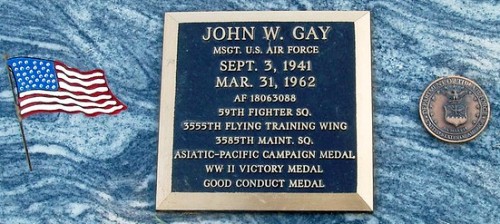 JOHN W. GAY
MSGT. U.S. AIR FORCE
SEPT. 3, 1941
MAR. 31, 1962
AF 18063088
59TH FIGHTER SQ.
3555TH FLYING TRAINING WING
3585TH MAINT. SQ.
ASIATIC-PACIFIC CAMPAIGN MEDAL
WW II VICTORY MEDAL
GOOD CONDUCT MEDAL